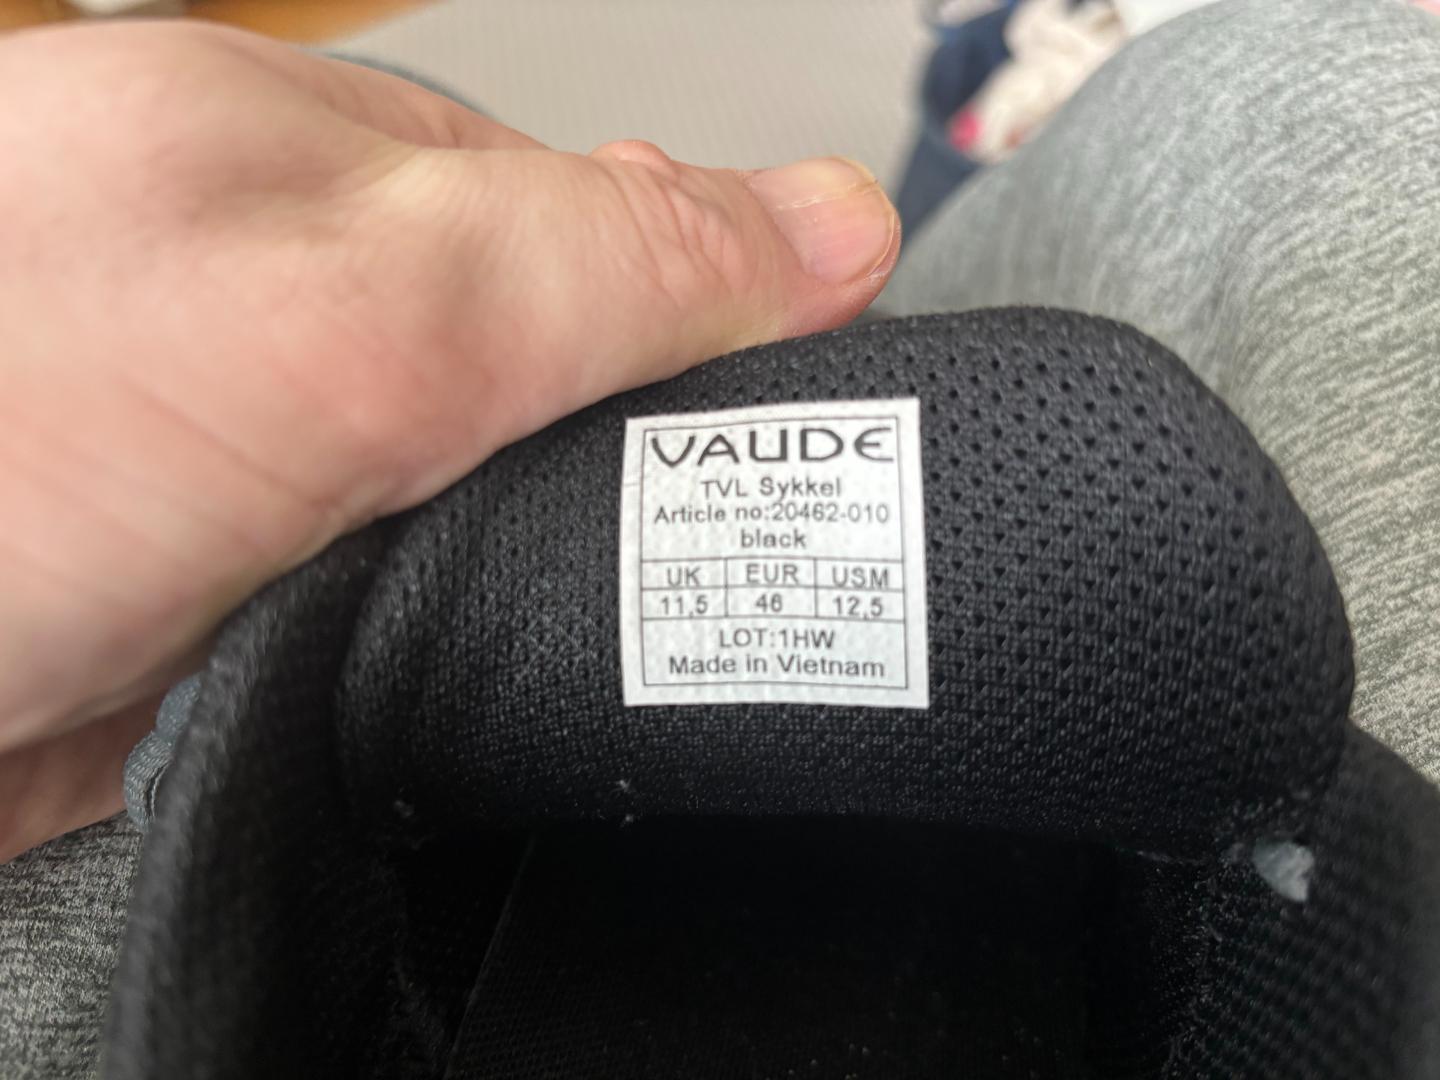 VAUDE
TVL Sykkel
Article no:20462-010
black
UK EUR USM
11,5 46 12,5
LOT:1HW
Made in Vietnam